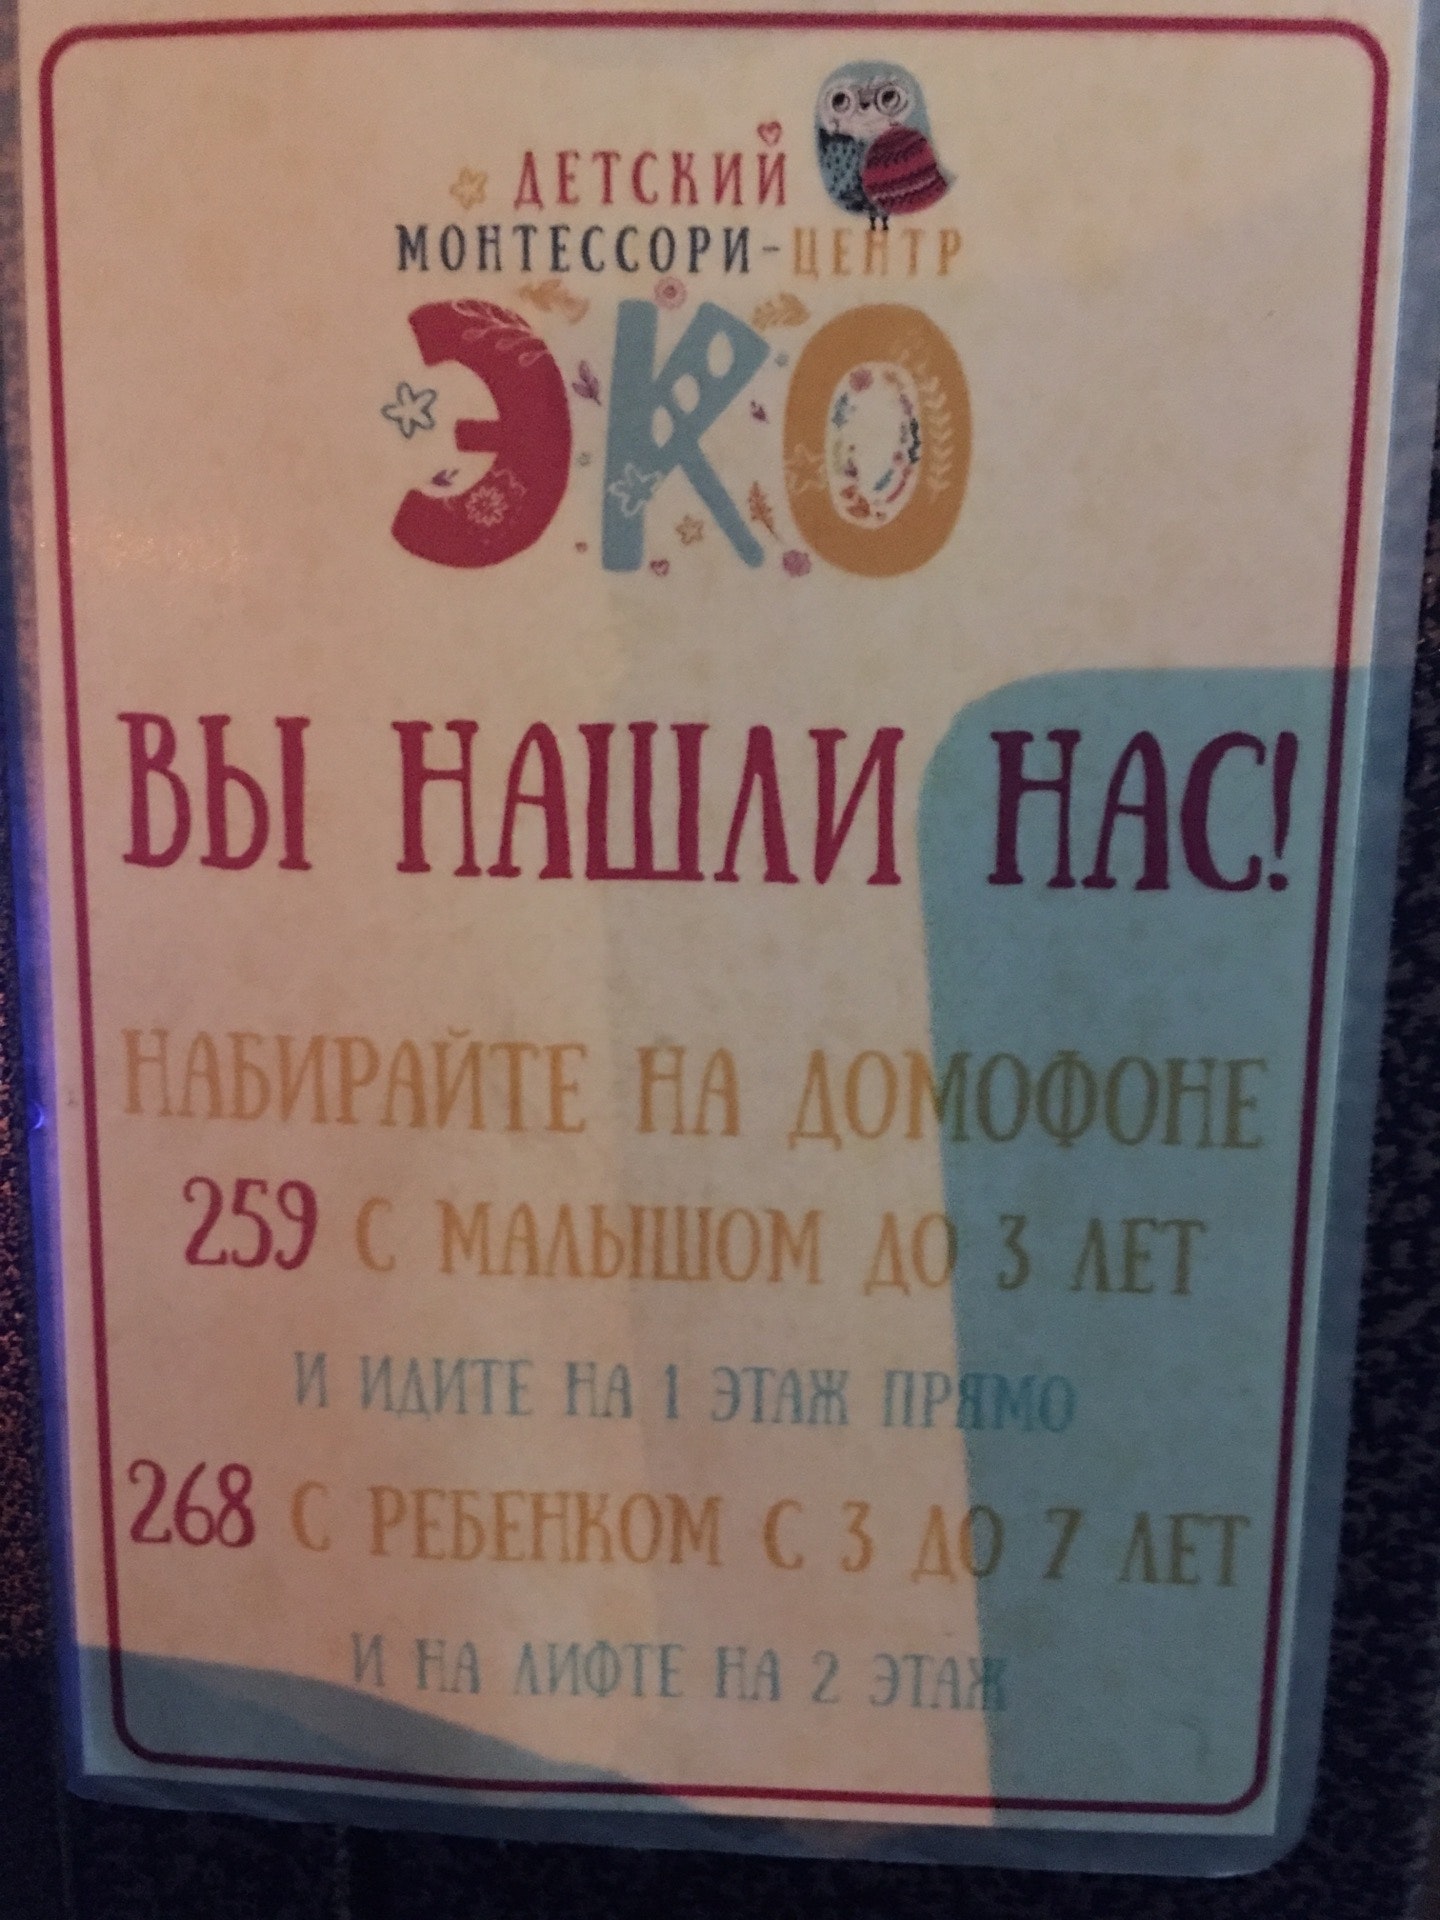 ДЕТСКИЙ
МОНТЕССОРИ-ЦЕНТР
ЭКО
ВЫ НАШЛИ НАС!
НАБИРАЙТЕ НА ДОМОФОНЕ
259 С МАЛЫШОМ ДО 3 ЛЕТ
И ИДИТЕ НА 1 ЭТАЖ ПРЯМО
268 С РЕБЕНКОМ С 3 ДО 7 ЛЕТ
И НА ЛИФТЕ НА 2 ЭТАЖ